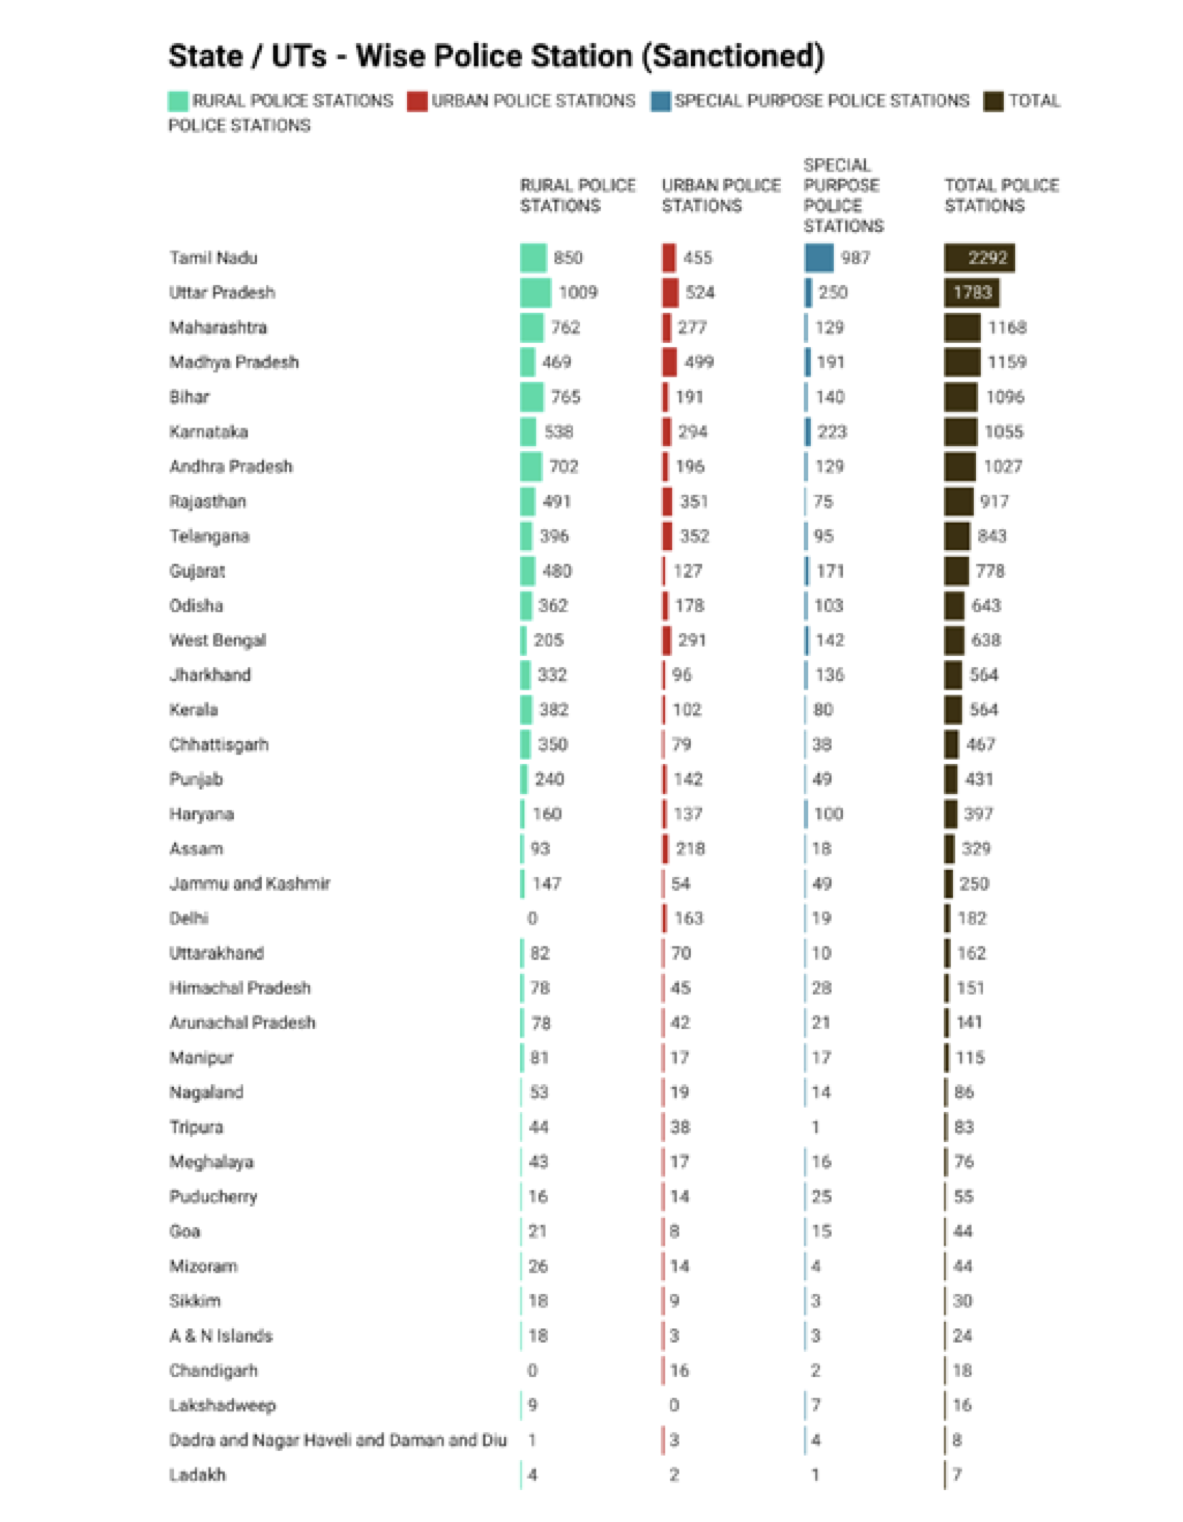 State / UTs - Wise Police Station (Sanctioned)
RURAL POLICE STATIONS URBAN POLICE STATIONS SPECIAL PURPOSE POLICE STATIONS TOTAL
POLICE STATIONS
RURAL POLICE STATIONS URBAN POLICE STATIONS SPECIAL PURPOSE POLICE STATIONS TOTAL POLICE STATIONS
Tamil Nadu 850 455 987 2292
Uttar Pradesh 1009 524 250 1783
Maharashtra 762 277 129 1168
Madhya Pradesh 469 499 191 1159
Bihar 765 191 140 1096
Karnataka 538 294 223 1055
Andhra Pradesh 702 196 129 1027
Rajasthan 491 351 75 917
Telangana 396 352 95 843
Gujarat 480 127 171 778
Odisha 362 178 103 643
West Bengal 205 291 142 638
Jharkhand 332 96 136 564
Kerala 382 102 80 564
Chhattisgarh 350 79 38 467
Punjab 240 142 49 431
Haryana 160 137 100 397
Assam 93 218 18 329
Jammu and Kashmir 147 54 49 250
Delhi 0 163 19 182
Uttarakhand 82 70 10 162
Himachal Pradesh 78 45 28 151
Arunachal Pradesh 78 42 21 141
Manipur 81 17 17 115
Nagaland 53 19 14 86
Tripura 44 38 1 83
Meghalaya 43 17 16 76
Puducherry 16 14 25 55
Goa 21 8 15 44
Mizoram 26 14 4 44
Sikkim 18 9 3 30
A & N Islands 18 3 3 24
Chandigarh 0 16 2 18
Lakshadweep 9 0 7 16
Dadra and Nagar Haveli and Daman and Diu 1 3 4 8
Ladakh 4 2 1 7